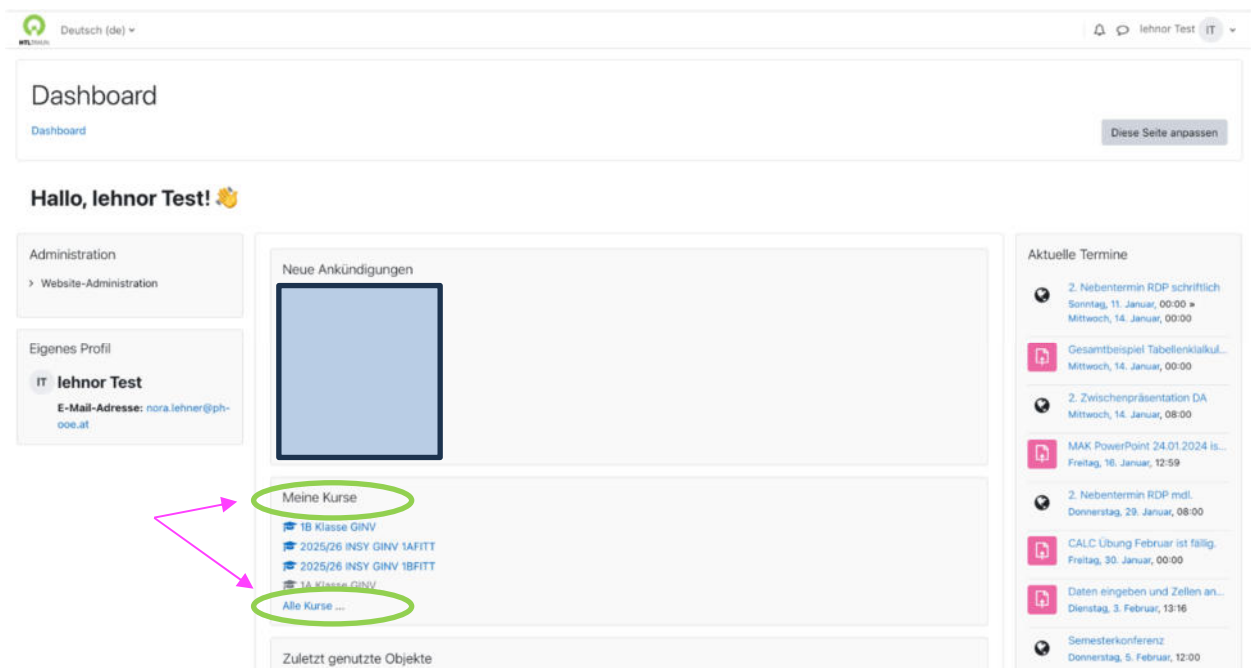 HTLTRAUN
Deutsch (de)
lehnor Test lT
Dashboard
Dashboard
Diese Seite anpassen
Hallo, lehnor Test! 👋
Administration
Website-Administration
Eigenes Profil
lT lehnor Test
E-Mail-Adresse: nora.lehner@ph-
ooe.at
Neue Ankündigungen
Meine Kurse
1B Klasse GINV
2025/26 INSY GINV 1AFITT
2025/26 INSY GINV 1BFITT
1A Klasse GINV
Alle Kurse ...
Zuletzt genutzte Objekte
Aktuelle Termine
2. Nebentermin RDP schriftlich
Sonntag, 11. Januar, 00:00 »
Mittwoch, 14. Januar, 00:00
Gesamtbeispiel Tabellenklalkul...
Mittwoch, 14. Januar, 00:00
2. Zwischenpräsentation DA
Mittwoch, 14. Januar, 08:00
MAK PowerPoint 24.01.2024 is...
Freitag, 16. Januar, 12:59
2. Nebentermin RDP mdl.
Donnerstag, 29. Januar, 08:00
CALC Übung Februar ist fällig.
Freitag, 30. Januar, 00:00
Daten eingeben und Zellen an...
Dienstag, 3. Februar, 13:16
Semesterkonferenz
Donnerstag, 5. Februar, 12:00